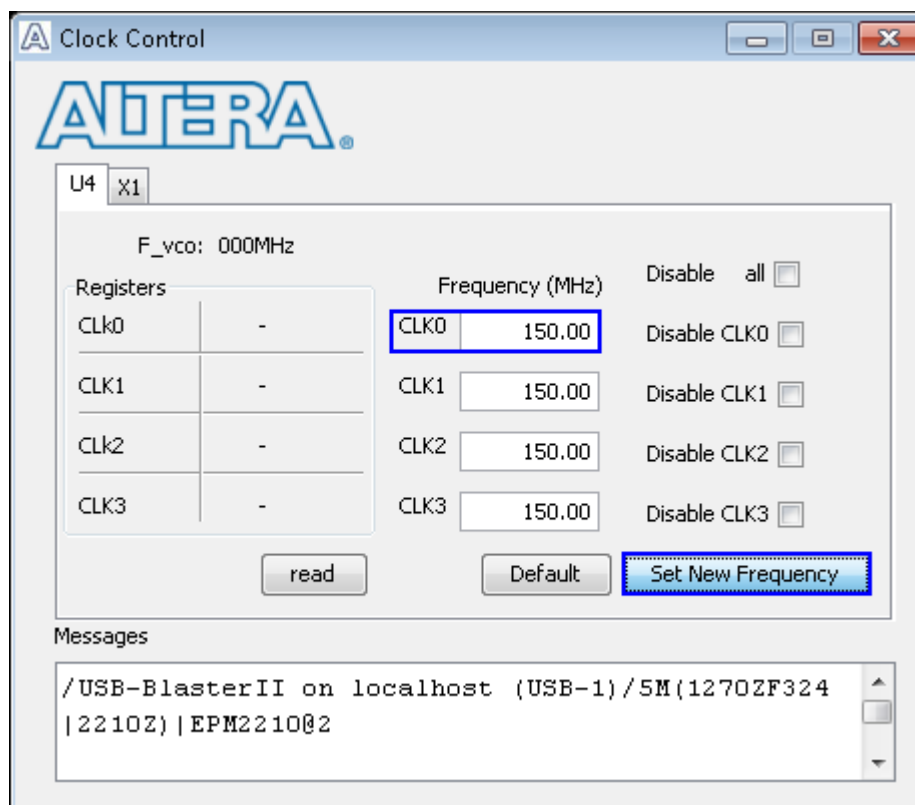 Clock Control
ALTERA®
U4 X1
F_vco: 000MHz
Registers
CLk0 -
CLK1 -
CLk2 -
CLK3 -
Frequency (MHz)
CLK0 150.00
CLK1 150.00
CLK2 150.00
CLK3 150.00
Disable all
Disable CLK0
Disable CLK1
Disable CLK2
Disable CLK3
read Default Set New Frequency
Messages
/USB-BlasterII on localhost (USB-1)/5M(1270ZF324
|2210Z)|EPM2210@2